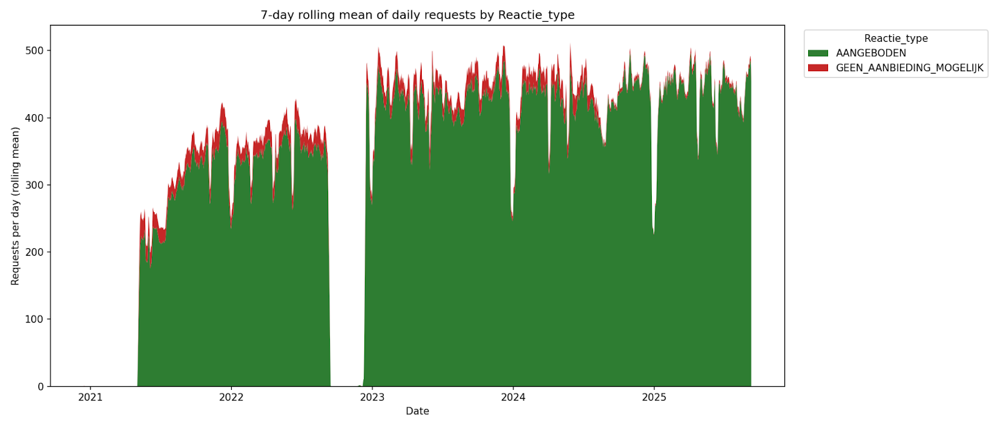 7-day rolling mean of daily requests by Reactie_type
Requests per day (rolling mean)
500
400
300
200
100
0
2021
2022
2023
2024
2025
Date
Reactie_type
AANGEBODEN
GEEN_AANBIEDING_MOGELIJK